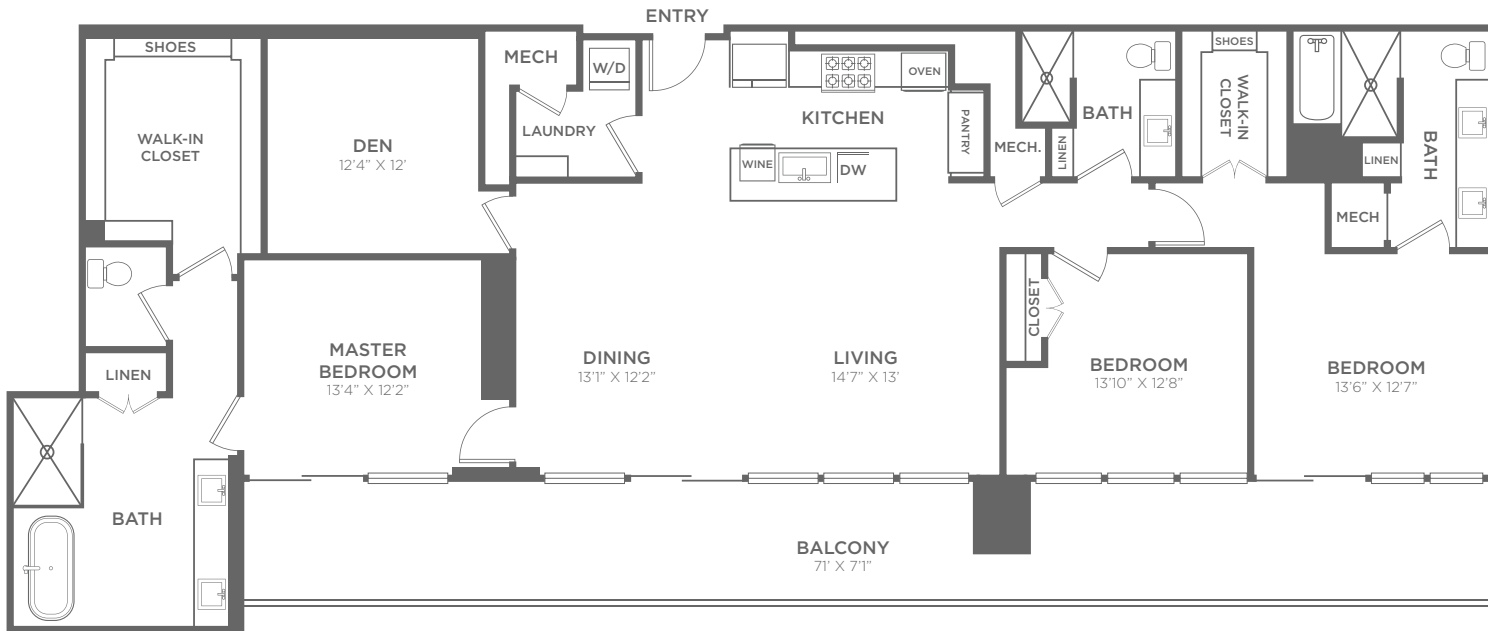 ENTRY
SHOES
MECH
W/D
OVEN
SHOES
WALK-IN
CLOSET
DEN
12'4" X 12'
LAUNDRY
KITCHEN
PANTRY
MECH.
LINEN
BATH
WALK-IN
CLOSET
LINEN
BATH
WINE
DW
MECH
LINEN
MASTER
BEDROOM
13'4" X 12'2"
DINING
13'1" X 12'2"
LIVING
14'7" X 13'
CLOSET
BEDROOM
13'10" X 12'8"
BEDROOM
13'6" X 12'7"
BATH
BALCONY
71' X 7'1"